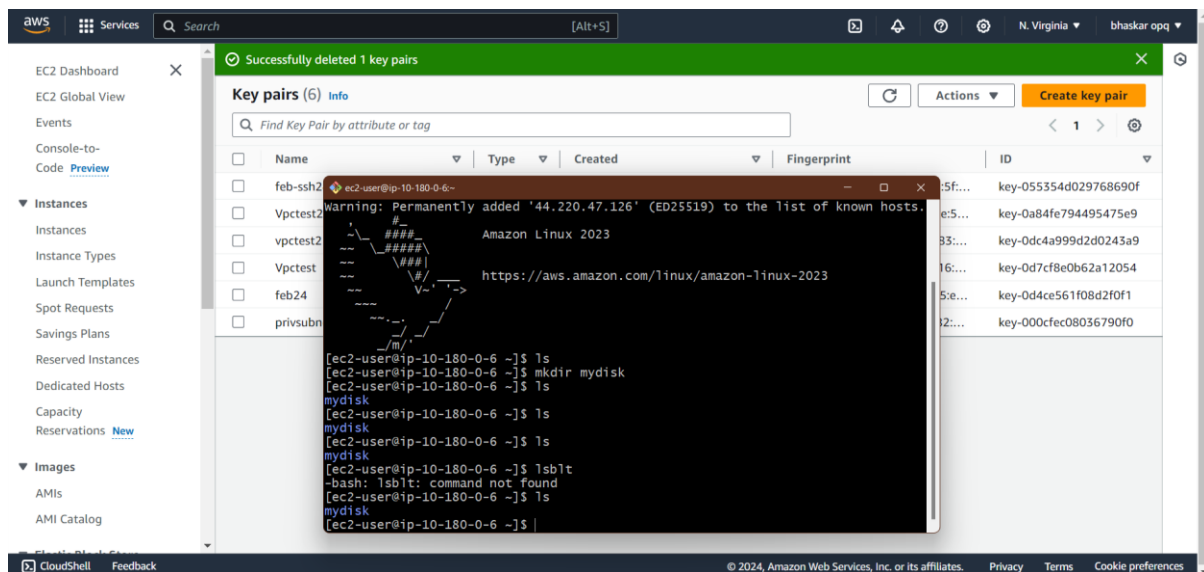 aws Services Search [Alt+S] N. Virginia ▼ bhaskar opq ▼
EC2 Dashboard
EC2 Global View
Events
Console-to-
Code Preview
Instances
Instances
Instance Types
Launch Templates
Spot Requests
Savings Plans
Reserved Instances
Dedicated Hosts
Capacity
Reservations New
Images
AMIs
AMI Catalog
Successfully deleted 1 key pairs
Key pairs (6) Info Actions ▼ Create key pair
Find Key Pair by attribute or tag 1
Name Type Created Fingerprint ID
feb-ssh2 :5f:... key-055354d029768690f
Vpctest2 e:5... key-0a84fe794495475e9
vpctest2 83:... key-0dc4a999d2d0243a9
Vpctest 16:... key-0d7cf8e0b62a12054
feb24 5:e... key-0d4ce561f08d2f0f1
privsubn 32:... key-000cfec08036790f0
ec2-user@ip-10-180-0-6:~
Warning: Permanently added '44.220.47.126' (ED25519) to the list of known hosts.
   ,     #_
   ~\_  ####_        Amazon Linux 2023
  ~~  \_#####\
  ~~     \###|
  ~~       \#/ ___   https://aws.amazon.com/linux/amazon-linux-2023
   ~~       V~' '->
    ~~~         /
      ~~._.   _/
         _/ _/
       _/m/'
[ec2-user@ip-10-180-0-6 ~]$ ls
[ec2-user@ip-10-180-0-6 ~]$ mkdir mydisk
[ec2-user@ip-10-180-0-6 ~]$ ls
mydisk
[ec2-user@ip-10-180-0-6 ~]$ ls
mydisk
[ec2-user@ip-10-180-0-6 ~]$ ls
mydisk
[ec2-user@ip-10-180-0-6 ~]$ lsblt
-bash: lsblt: command not found
[ec2-user@ip-10-180-0-6 ~]$ ls
mydisk
[ec2-user@ip-10-180-0-6 ~]$
CloudShell Feedback © 2024, Amazon Web Services, Inc. or its affiliates. Privacy Terms Cookie preferences